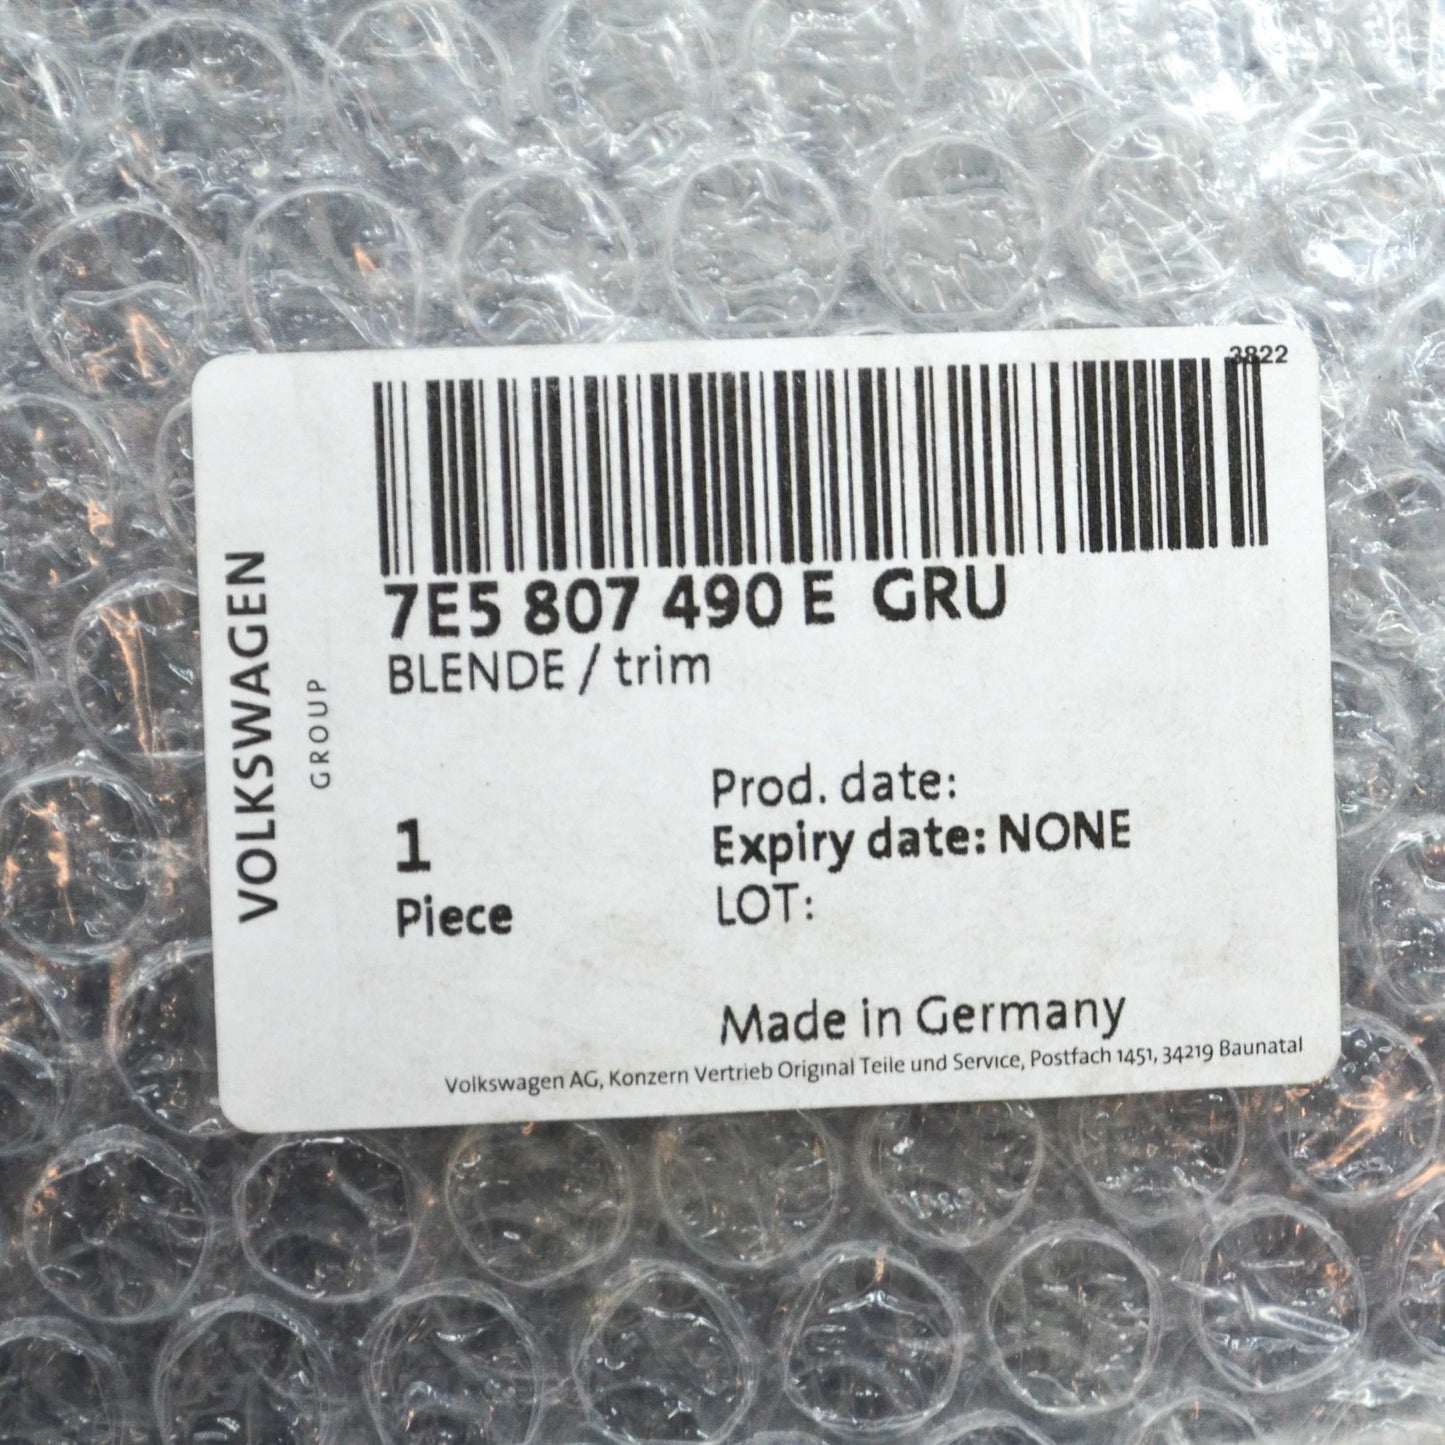 3822
7E5 807 490 E GRU
BLENDE / trim
VOLKSWAGEN
GROUP
1
Piece
Prod. date:
Expiry date: NONE
LOT:
Made in Germany
Volkswagen AG, Konzern Vertrieb Original Teile und Service, Postfach 1451, 34219 Baunatal